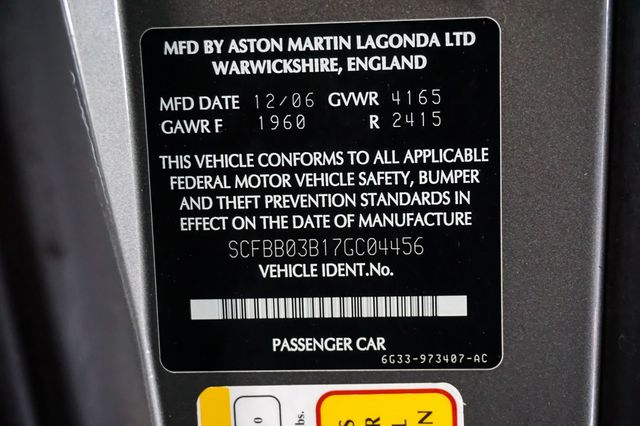 MFD BY ASTON MARTIN LAGONDA LTD
WARWICKSHIRE, ENGLAND
MFD DATE 12/06 GVWR 4165
GAWR F 1960 R 2415
THIS VEHICLE CONFORMS TO ALL APPLICABLE
FEDERAL MOTOR VEHICLE SAFETY, BUMPER
AND THEFT PREVENTION STANDARDS IN
EFFECT ON THE DATE OF MANUFACTURE
SCFBB03B17GC04456
VEHICLE IDENT.No.
PASSENGER CAR
6G33-973407-AC